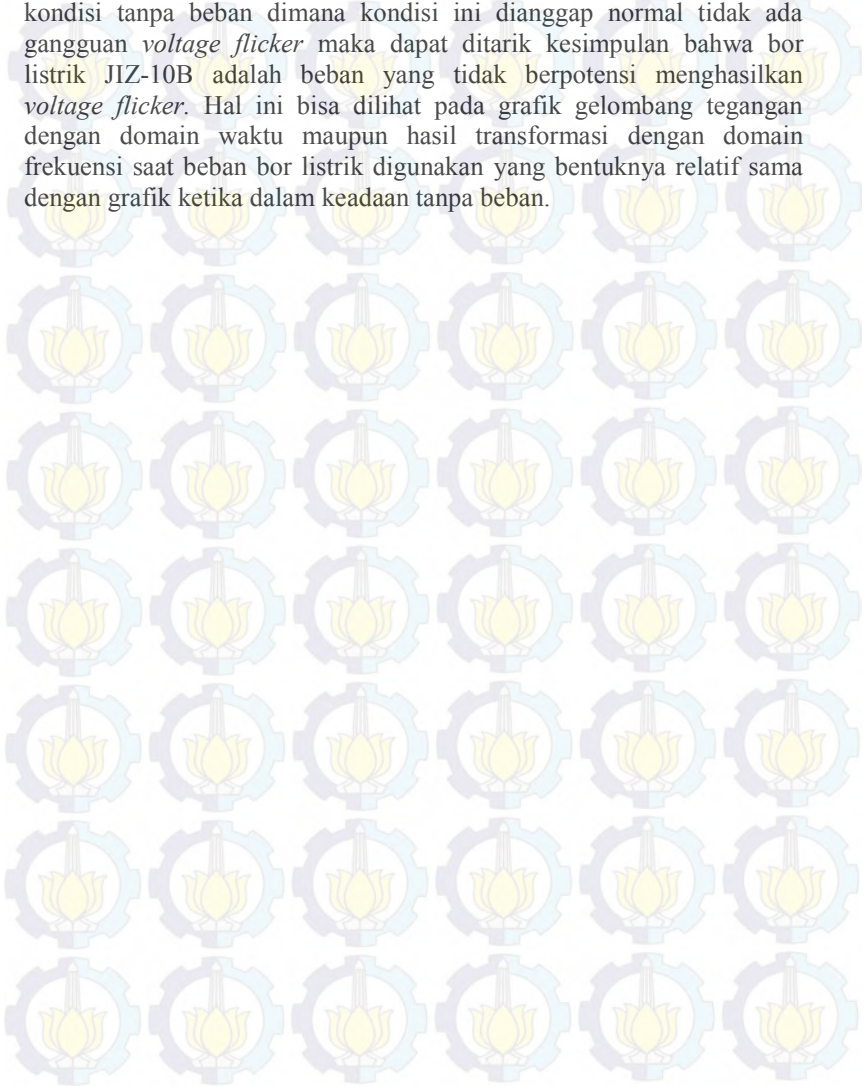 kondisi tanpa beban dimana kondisi ini dianggap normal tidak ada
gangguan voltage flicker maka dapat ditarik kesimpulan bahwa bor
listrik JIZ-10B adalah beban yang tidak berpotensi menghasilkan
voltage flicker. Hal ini bisa dilihat pada grafik gelombang tegangan
dengan domain waktu maupun hasil transformasi dengan domain
frekuensi saat beban bor listrik digunakan yang bentuknya relatif sama
dengan grafik ketika dalam keadaan tanpa beban.